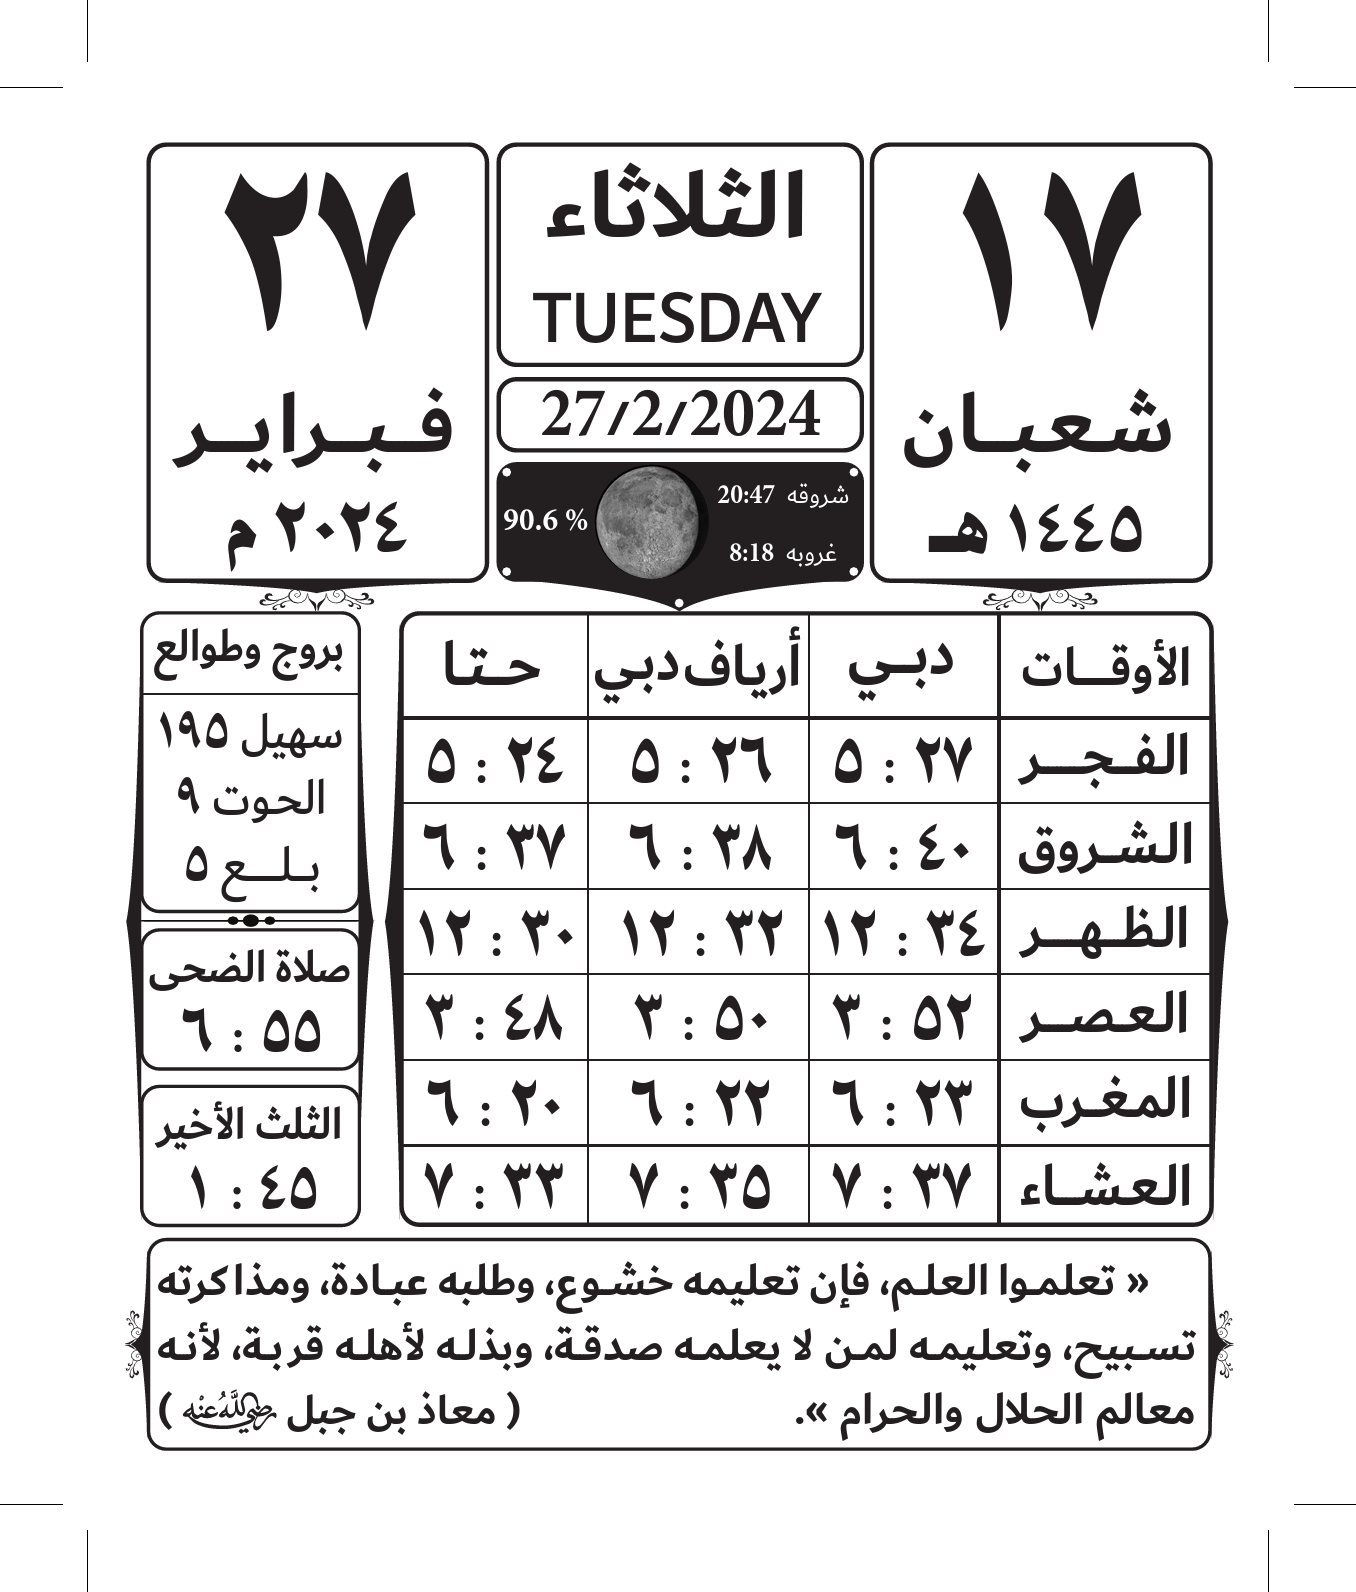 ١٧
شعبان
١٤٤٥ هـ
الثلاثاء
TUESDAY
27/2/2024
شروقه 20:47
غروبه 8:18
90.6 %
٢٧
فبراير
٢٠٢٤ م
الأوقات دبي أرياف دبي حتا
الفجر ٢٧ : ٥ ٢٦ : ٥ ٢٤ : ٥
الشروق ٤٠ : ٦ ٣٨ : ٦ ٣٧ : ٦
الظهر ٣٤ : ١٢ ٣٢ : ١٢ ٣٠ : ١٢
العصر ٥٢ : ٣ ٥٠ : ٣ ٤٨ : ٣
المغرب ٢٣ : ٦ ٢٢ : ٦ ٢٠ : ٦
العشاء ٣٧ : ٧ ٣٥ : ٧ ٣٣ : ٧
بروج وطوالع
سهيل ١٩٥
الحوت ٩
بلع ٥
صلاة الضحى
٥٥ : ٦
الثلث الأخير
٤٥ : ١
« تعلموا العلم، فإن تعليمه خشوع، وطلبه عبادة، ومذاكرته
تسبيح، وتعليمه لمن لا يعلمه صدقة، وبذله لأهله قربة، لأنه
معالم الحلال والحرام ». ( معاذ بن جبل رضي الله عنه )